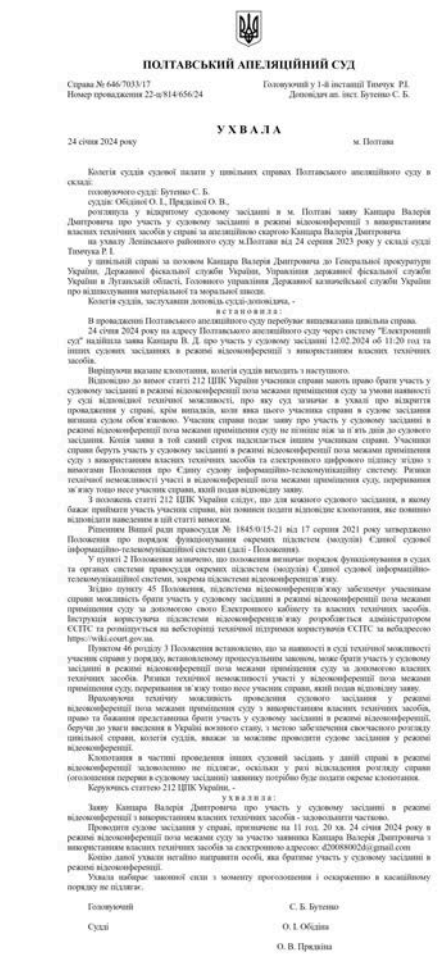 ПОЛТАВСЬКИЙ АПЕЛЯЦІЙНИЙ СУД
Справа № 646/7033/17 Головуючий у 1-й інстанції Тимчук Р.І.
Номер провадження 22-а/814/656/24 Доповідач ап. інст. Бутенко С. Б.
У Х В А Л А
24 січня 2024 року м. Полтава
Колегія суддів судової палати у цивільних справах Полтавського апеляційного суду в
складі:
головуючого судді: Бутенко С. Б.
суддів: Обідіної О. І., Прядкіної О. В.,
розглянула у відкритому судовому засіданні в м. Полтаві заяву Канцара Валерія
Дмитровича про участь у судовому засіданні в режимі відеоконференції з використанням
власних технічних засобів у справі за апеляційною скаргою Канцара Валерія Дмитровича
на ухвалу Ленінського районного суду м.Полтави від 24 серпня 2023 року у складі судді
Тимчука Р. І.
у цивільній справі за позовом Канцара Валерія Дмитровича до Генеральної прокуратури
України, Державної фіскальної служби України, Управління державної фіскальної служби
України в Луганській області, Головного управління Державної казначейської служби України
про відшкодування матеріальної та моральної шкоди.
Колегія суддів, заслухавши доповідь судді-доповідача, -
в с т а н о в и л а :
В провадженні Полтавського апеляційного суду перебуває вищевказана цивільна справа.
24 січня 2024 року на адресу Полтавського апеляційного суду через систему "Електронний
суд" надійшла заява Канцара В. Д. про участь у судовому засіданні 12.02.2024 об 11:20 год та
інших судових засіданнях в режимі відеоконференції з використанням власних технічних
засобів.
Вирішуючи вказане клопотання, колегія суддів виходить з наступного.
Відповідно до вимог статті 212 ЦПК України учасники справи мають право брати участь у
судовому засіданні в режимі відеоконференції поза межами приміщення суду за умови наявності
у суді відповідної технічної можливості, про яку суд зазначає в ухвалі про відкриття
провадження у справі, крім випадків, коли явка цього учасника справи в судове засідання
визнана судом обов'язковою. Учасник справи подає заяву про участь у судовому засіданні в
режимі відеоконференції поза межами приміщення суду не пізніше ніж за п'ять днів до судового
засідання. Копія заяви в той самий строк надсилається іншим учасникам справи. Учасники
справи беруть участь у судовому засіданні в режимі відеоконференції поза межами приміщення
суду з використанням власних технічних засобів та електронного цифрового підпису згідно з
вимогами Положення про Єдину судову інформаційно-телекомунікаційну систему. Ризики
технічної неможливості участі в відеоконференції поза межами приміщення суду, переривання
зв'язку тощо несе учасник справи, який подав відповідну заяву.
З положень статті 212 ЦПК України слідує, що для кожного судового засідання, в якому
бажає приймати участь учасник справи, він повинен подати відповідне клопотання, яке повинно
відповідати наведеним в цій статті вимогам.
Рішенням Вищої ради правосуддя № 1845/0/15-21 від 17 серпня 2021 року затверджено
Положення про порядок функціонування окремих підсистем (модулів) Єдиної судової
інформаційно-телекомунікаційної системи (далі - Положення).
У пункті 2 Положення зазначено, що положення визначає порядок функціонування в судах
та органах системи правосуддя окремих підсистем (модулів) Єдиної судової інформаційно-
телекомунікаційної системи, зокрема підсистеми відеоконференцзв'язку.
Згідно пункту 45 Положення, підсистема відеоконференцзв'язку забезпечує учасникам
справи можливість брати участь у судовому засіданні в режимі відеоконференції поза межами
приміщення суду за допомогою свого Електронного кабінету та власних технічних засобів.
Інструкція користувача підсистеми відеоконференцзв'язку розробляється адміністратором
ЄСІТС та розміщується на вебсторінці технічної підтримки користувачів ЄСІТС за вебадресою
https://wiki.court.gov.ua.
Пунктом 46 розділу 3 Положення встановлено, що за наявності в суді технічної можливості
учасник справи у порядку, встановленому процесуальним законом, може брати участь у судовому
засіданні в режимі відеоконференції поза межами приміщення суду за допомогою власних
технічних засобів. Ризики технічної неможливості участі у відеоконференції поза межами
приміщення суду, переривання зв'язку тощо несе учасник справи, який подав відповідну заяву.
Враховуючи технічну можливість проведення судового засідання у режимі
відеоконференції поза межами приміщення суду з використанням власних технічних засобів,
право та бажання представника брати участь у судовому засіданні в режимі відеоконференції,
беручи до уваги введення в Україні воєнного стану, з метою забезпечення своєчасного розгляду
цивільної справи, колегія суддів, вважає за можливе проводити судове засідання у режимі
відеоконференції.
Клопотання в частині проведення інших судовий засідань у даній справі в режимі
відеоконференції задоволенню не підлягає, оскільки у разі відкладення розгляду справи
(оголошення перерви в судовому засіданні) заявнику потрібно буде подати окреме клопотання.
Керуючись статтею 212 ЦПК України, -
у х в а л и л а :
Заяву Канцара Валерія Дмитровича про участь у судовому засіданні в режимі
відеоконференції з використанням власних технічних засобів - задовольнити частково.
Проводити судове засідання у справі, призначене на 11 год. 20 хв. 24 січня 2024 року в
режимі відеоконференції поза межами суду за участю заявника Канцара Валерія Дмитровича з
використанням власних технічних засобів за електронною адресою: d20088002d@gmail.com
Копію даної ухвали негайно направити особі, яка братиме участь у судовому засіданні в
режимі відеоконференції.
Ухвала набирає законної сили з моменту проголошення і оскарженню в касаційному
порядку не підлягає.
Головуючий С. Б. Бутенко
Судді О. І. Обідіна
О. В. Прядкіна